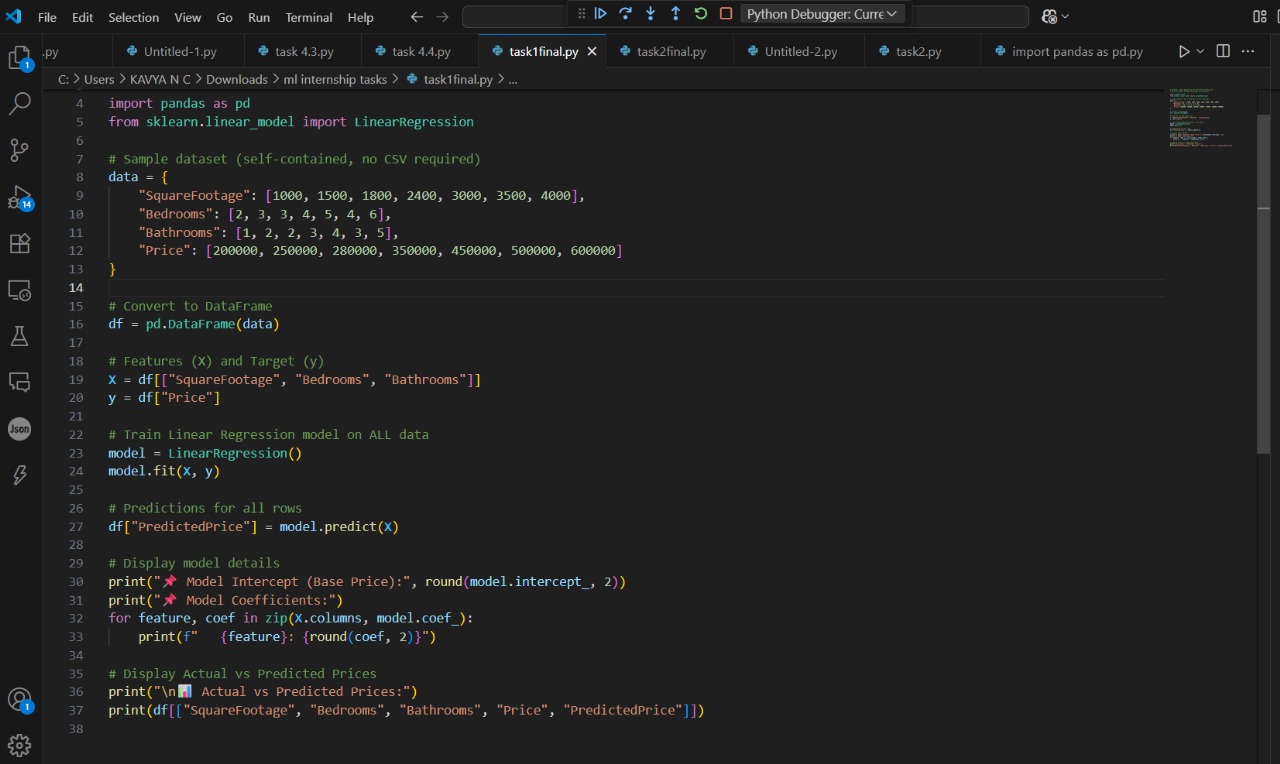 File Edit Selection View Go Run Terminal Help
Python Debugger: Curre
.py Untitled-1.py task 4.3.py task 4.4.py task1final.py task2final.py Untitled-2.py task2.py import pandas as pd.py
C: > Users > KAVYA N C > Downloads > ml internship tasks > task1final.py > ...
4 import pandas as pd
5 from sklearn.linear_model import LinearRegression
6
7 # Sample dataset (self-contained, no CSV required)
8 data = {
9     "SquareFootage": [1000, 1500, 1800, 2400, 3000, 3500, 4000],
10     "Bedrooms": [2, 3, 3, 4, 5, 4, 6],
11     "Bathrooms": [1, 2, 2, 3, 4, 3, 5],
12     "Price": [200000, 250000, 280000, 350000, 450000, 500000, 600000]
13 }
14
15 # Convert to DataFrame
16 df = pd.DataFrame(data)
17
18 # Features (X) and Target (y)
19 X = df[["SquareFootage", "Bedrooms", "Bathrooms"]]
20 y = df["Price"]
21
22 # Train Linear Regression model on ALL data
23 model = LinearRegression()
24 model.fit(X, y)
25
26 # Predictions for all rows
27 df["PredictedPrice"] = model.predict(X)
28
29 # Display model details
30 print("📌 Model Intercept (Base Price):", round(model.intercept_, 2))
31 print("📌 Model Coefficients:")
32 for feature, coef in zip(X.columns, model.coef_):
33     print(f"   {feature}: {round(coef, 2)}")
34
35 # Display Actual vs Predicted Prices
36 print("\n📊 Actual vs Predicted Prices:")
37 print(df[["SquareFootage", "Bedrooms", "Bathrooms", "Price", "PredictedPrice"]])
38
1
14
Json
1